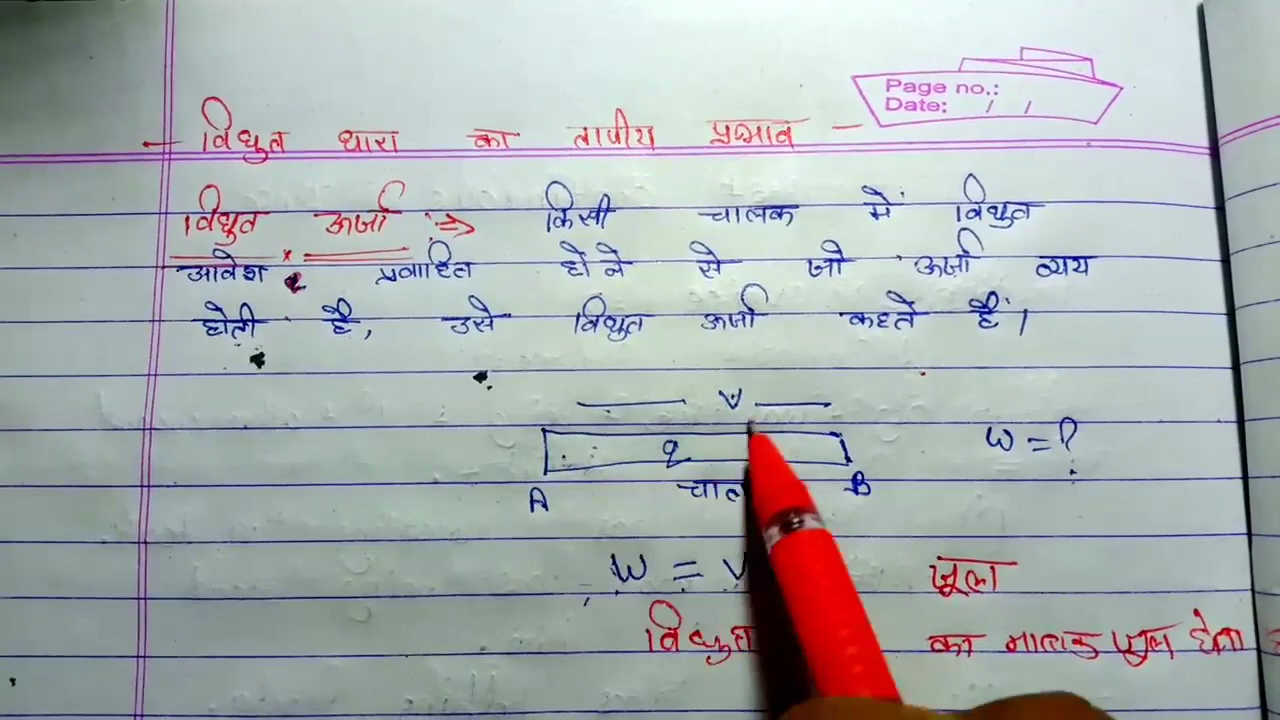 Page no.:
Date: / /
— विधुत धारा का तापीय प्रभाव —
विधुत ऊर्जा :⇒ किसी चालक में विधुत
आवेश प्रवाहित होने से जो ऊर्जा व्यय
होती है, उसे विधुत ऊर्जा कहते हैं।
V
q
W = ?
A चाल B
W = V जूल
विधुत का मात्रक जूल होता